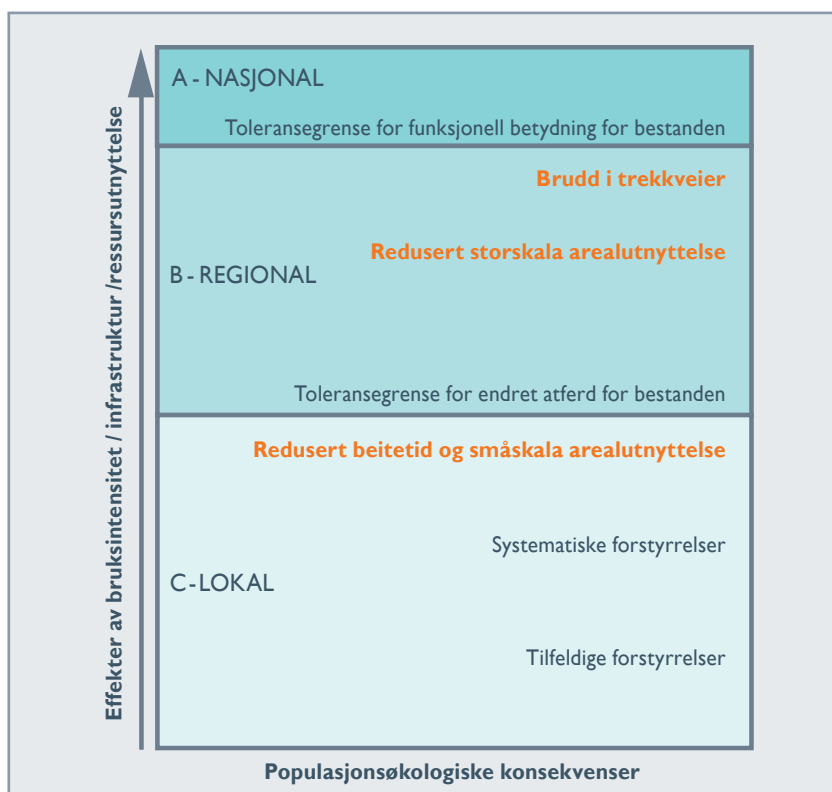 Effekter av bruksintensitet / infrastruktur /ressursutnyttelse
A - NASJONAL
Toleransegrense for funksjonell betydning for bestanden
Brudd i trekkveier
Redusert storskala arealutnyttelse
B - REGIONAL
Toleransegrense for endret atferd for bestanden
Redusert beitetid og småskala arealutnyttelse
Systematiske forstyrrelser
C - LOKAL
Tilfeldige forstyrrelser
Populasjonsøkologiske konsekvenser